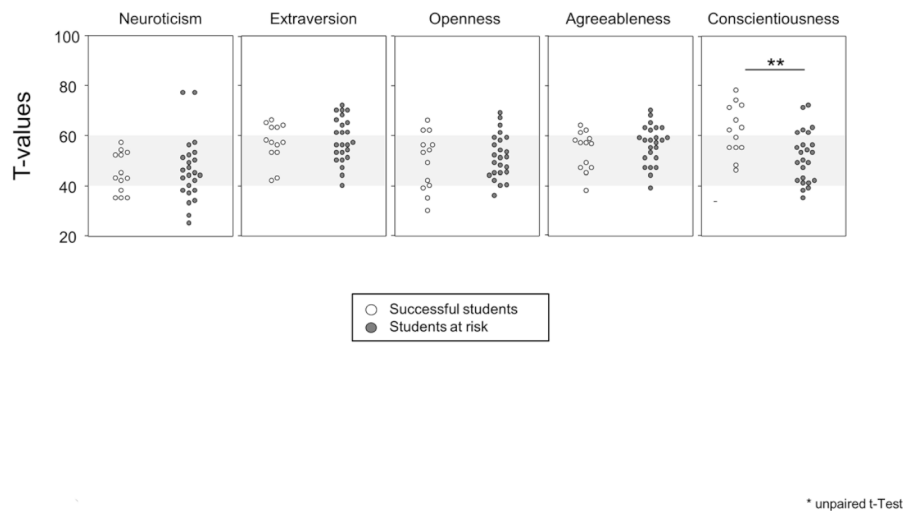 Neuroticism Extraversion Openness Agreeableness Conscientiousness
100
**
80
T-values
60
40
20
Successful students
Students at risk
* unpaired t-Test